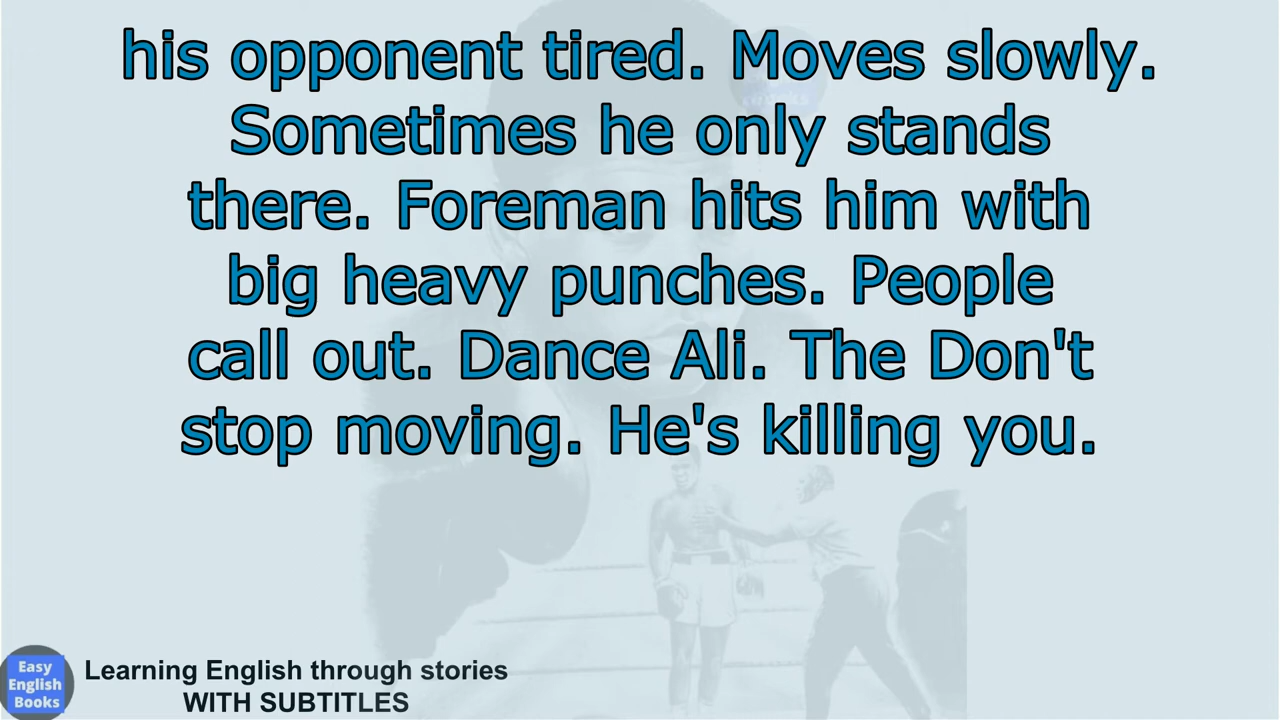 his opponent tired. Moves slowly.
Sometimes he only stands
there. Foreman hits him with
big heavy punches. People
call out. Dance Ali. The Don't
stop moving. He's killing you.
Easy
English
Books
Learning English through stories
WITH SUBTITLES